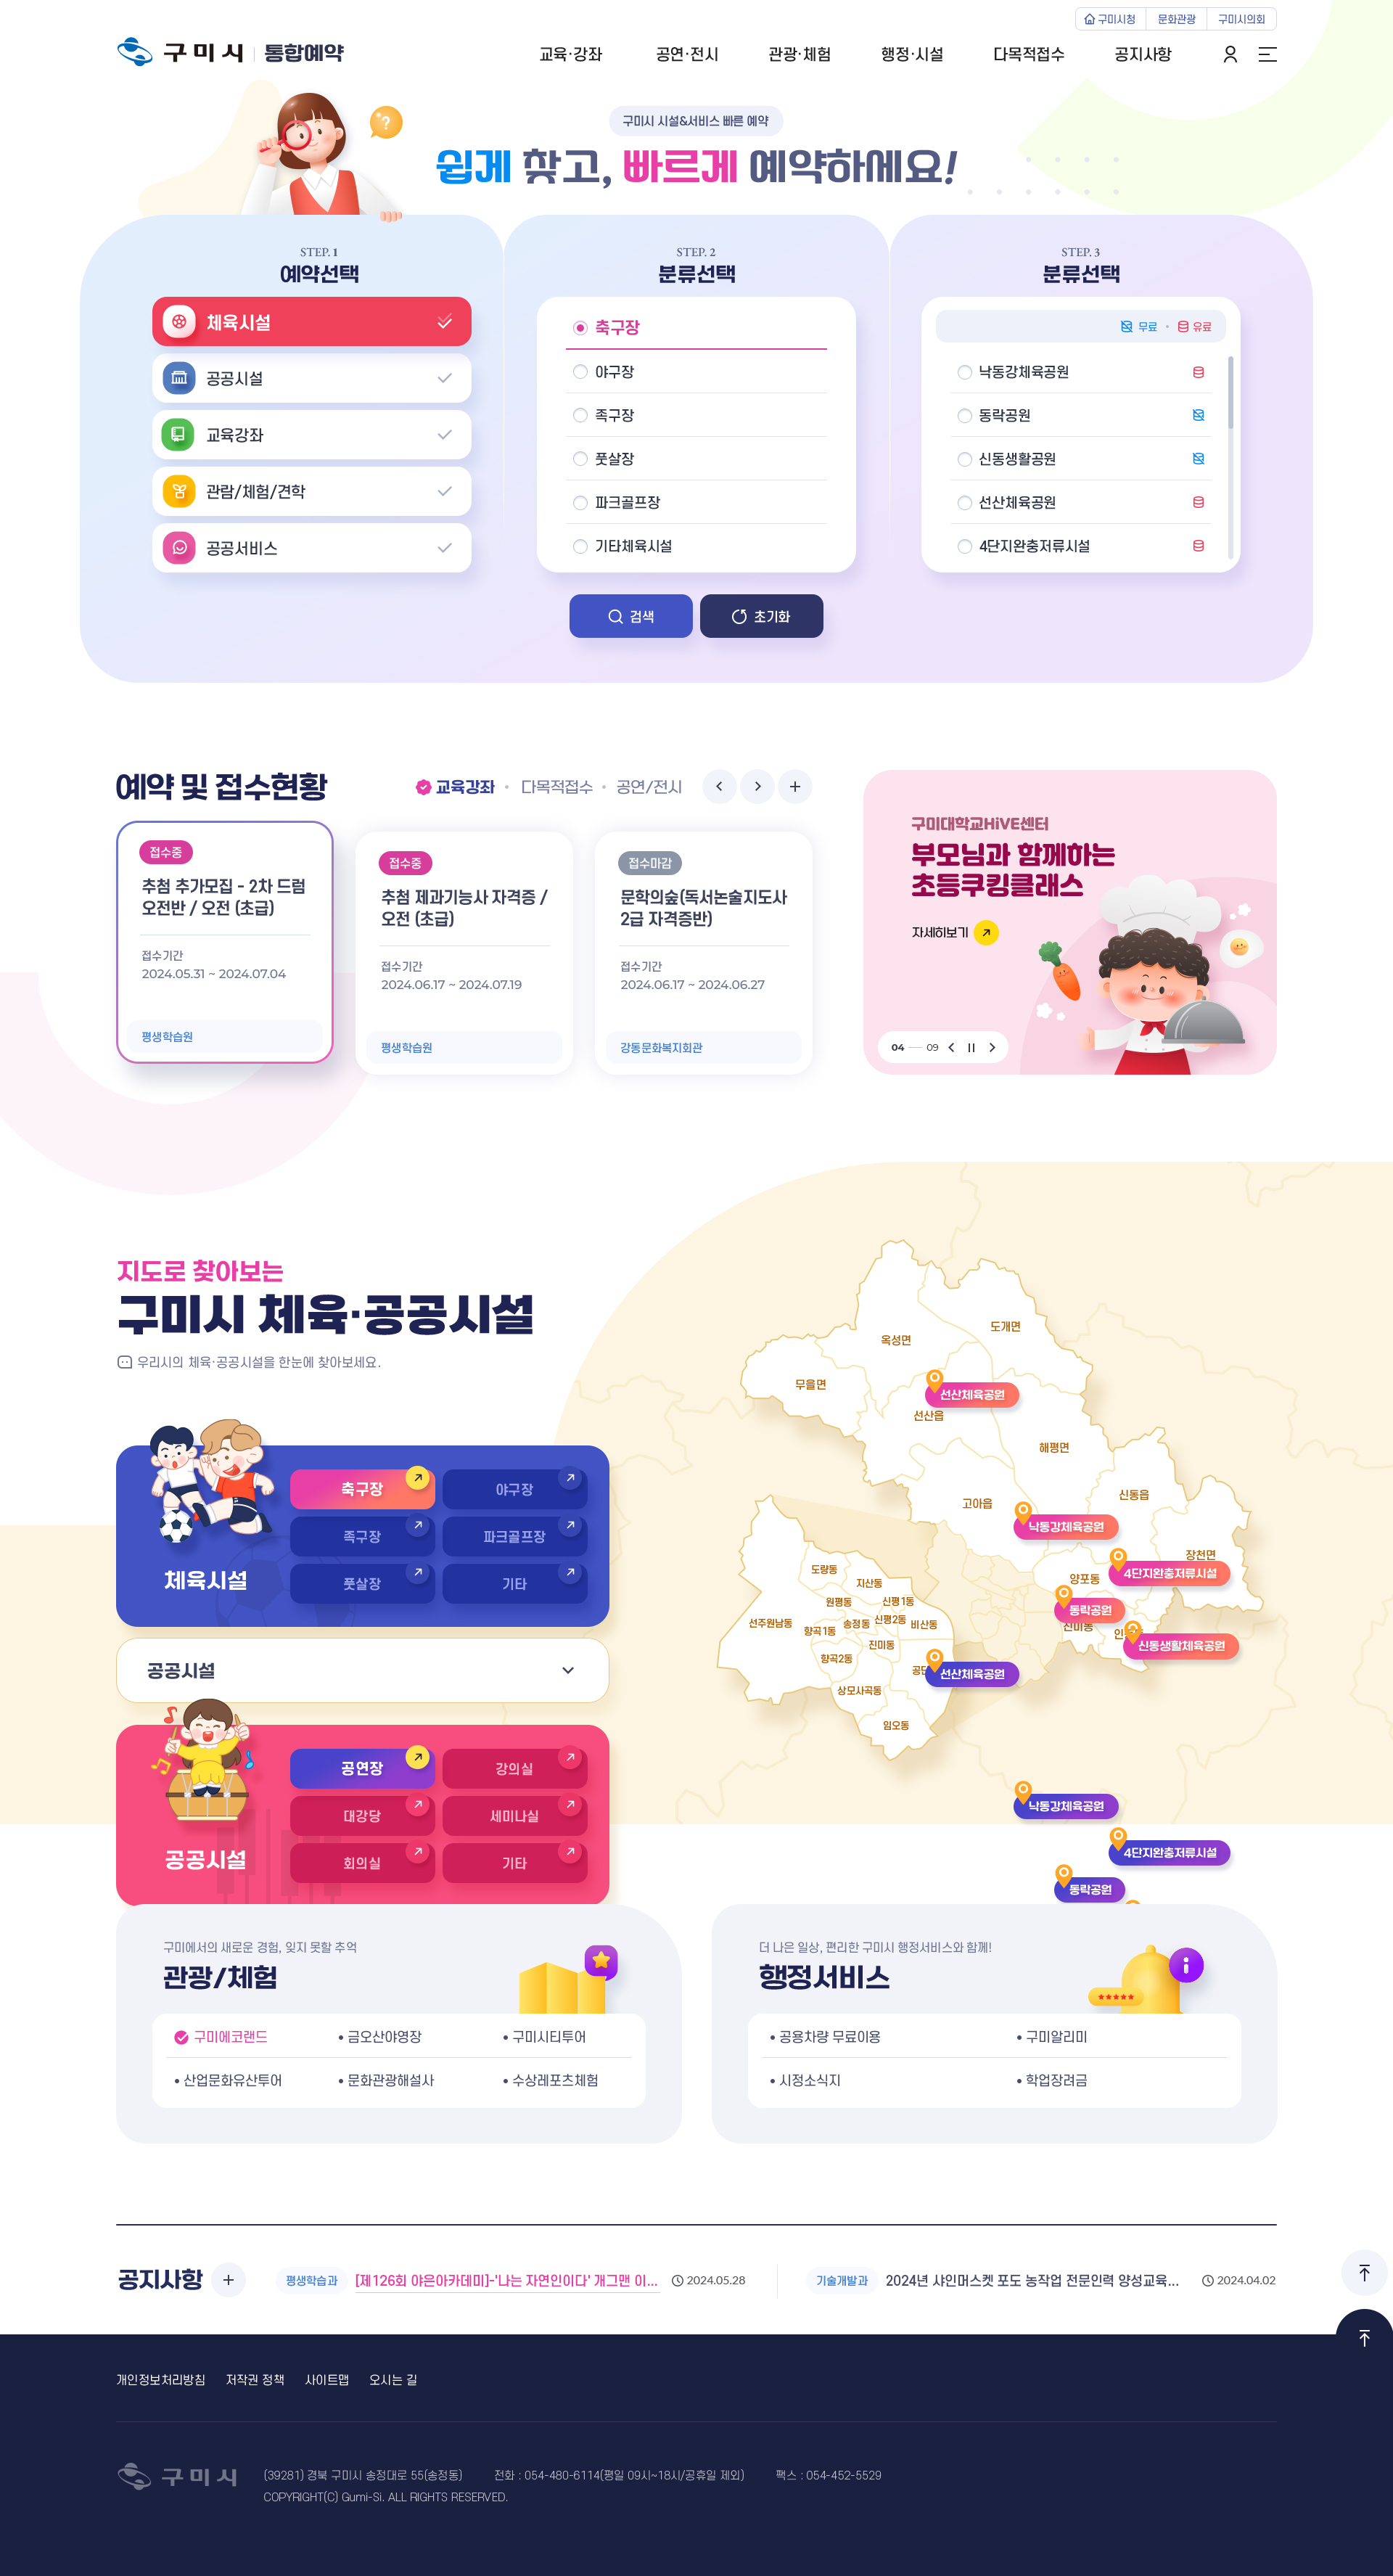 구미시청 문화관광 구미시의회
구미시 통합예약
교육·강좌 공연·전시 관광·체험 행정·시설 다목적접수 공지사항
구미시 시설&서비스 빠른 예약
쉽게 찾고, 빠르게 예약하세요!
STEP. 1
예약선택
체육시설
공공시설
교육강좌
관람/체험/견학
공공서비스
STEP. 2
분류선택
축구장
야구장
족구장
풋살장
파크골프장
기타체육시설
STEP. 3
분류선택
무료 유료
낙동강체육공원
동락공원
신동생활공원
선산체육공원
4단지완충저류시설
검색 초기화
예약 및 접수현황
교육강좌 다목적접수 공연/전시
접수중
추첨 추가모집 - 2차 드럼
오전반 / 오전 (초급)
접수기간
2024.05.31 ~ 2024.07.04
평생학습원
접수중
추첨 제과기능사 자격증 /
오전 (초급)
접수기간
2024.06.17 ~ 2024.07.19
평생학습원
접수마감
문학의숲(독서논술지도사
2급 자격증반)
접수기간
2024.06.17 ~ 2024.06.27
강동문화복지회관
구미대학교HiVE센터
부모님과 함께하는
초등쿠킹클래스
자세히보기
04 09
지도로 찾아보는
구미시 체육·공공시설
우리시의 체육·공공시설을 한눈에 찾아보세요.
체육시설
축구장 야구장
족구장 파크골프장
풋살장 기타
공공시설
공공시설
공연장 강의실
대강당 세미나실
회의실 기타
도개면
옥성면
무을면
선산체육공원
선산읍
해평면
신동읍
고아읍
낙동강체육공원
장천면
4단지완충저류시설
양포동
동락공원
신동생활체육공원
도량동
지산동
원평동
신평1동
선주원남동
송정동
신평2동
비산동
향곡1동
진미동
향곡2동
선산체육공원
상모사곡동
임오동
낙동강체육공원
4단지완충저류시설
동락공원
구미에서의 새로운 경험, 잊지 못할 추억
관광/체험
구미에코랜드 • 금오산야영장 • 구미시티투어
• 산업문화유산투어 • 문화관광해설사 • 수상레포츠체험
더 나은 일상, 편리한 구미시 행정서비스와 함께!
행정서비스
• 공용차량 무료이용 • 구미알리미
• 시정소식지 • 학업장려금
공지사항
평생학습과 [제126회 야은아카데미]-'나는 자연인이다' 개그맨 이... 2024.05.28
기술개발과 2024년 샤인머스켓 포도 농작업 전문인력 양성교육... 2024.04.02
개인정보처리방침 저작권 정책 사이트맵 오시는 길
구미시
(39281) 경북 구미시 송정대로 55(송정동) 전화 : 054-480-6114(평일 09시~18시/공휴일 제외) 팩스 : 054-452-5529
COPYRIGHT(C) Gumi-Si. ALL RIGHTS RESERVED.